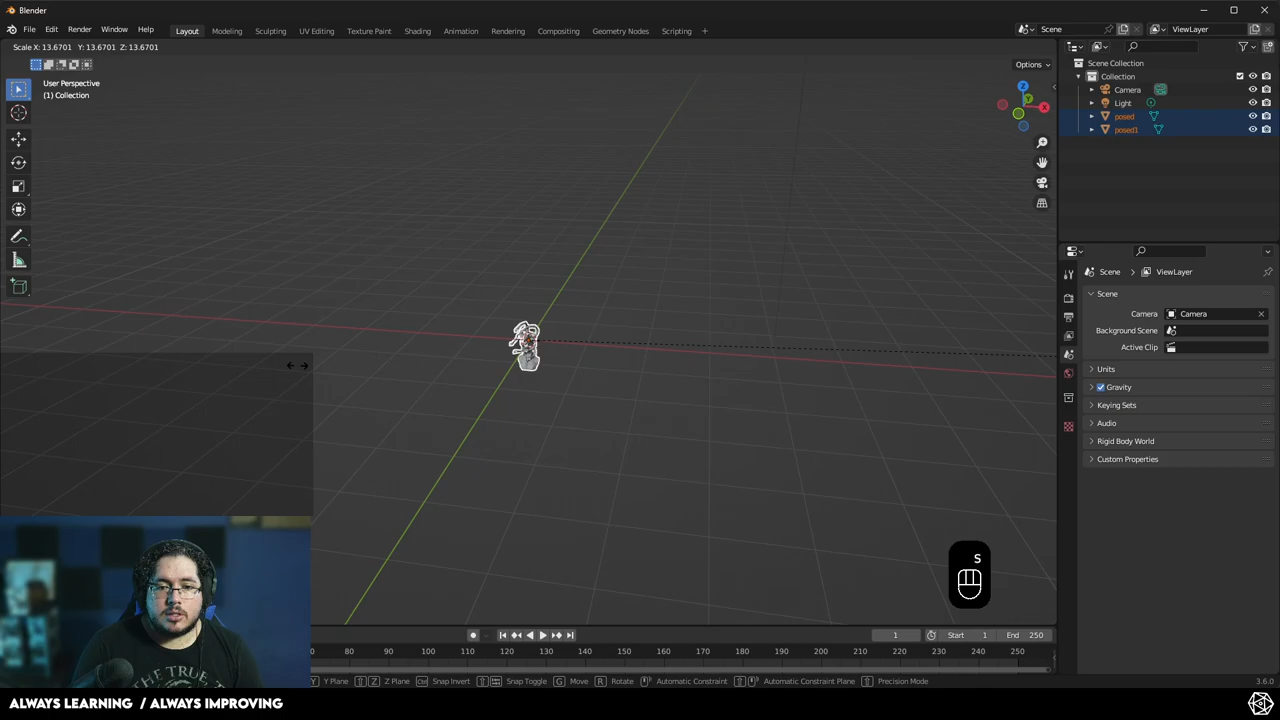 Blender
File Edit Render Window Help
Layout Modeling Sculpting UV Editing Texture Paint Shading Animation Rendering Compositing Geometry Nodes Scripting +
Scene
ViewLayer
Scale X: 13.6701 Y: 13.6701 Z: 13.6701
Options
User Perspective
(1) Collection
Z
Y
X
Scene Collection
Collection
Camera
Light
posed
posed1
Scene > ViewLayer
Scene
Camera Camera
Background Scene
Active Clip
Units
Gravity
Keying Sets
Audio
Rigid Body World
Custom Properties
S
1 Start 1 End 250
80 90 100 110 120 130 140 150 160 170 180 190 200 210 220 230 240 250
Y Plane Z Plane Ctrl Snap Invert Snap Toggle G Move R Rotate Automatic Constraint Automatic Constraint Plane Precision Mode
3.6.0
THE TRUTH
ALWAYS LEARNING / ALWAYS IMPROVING